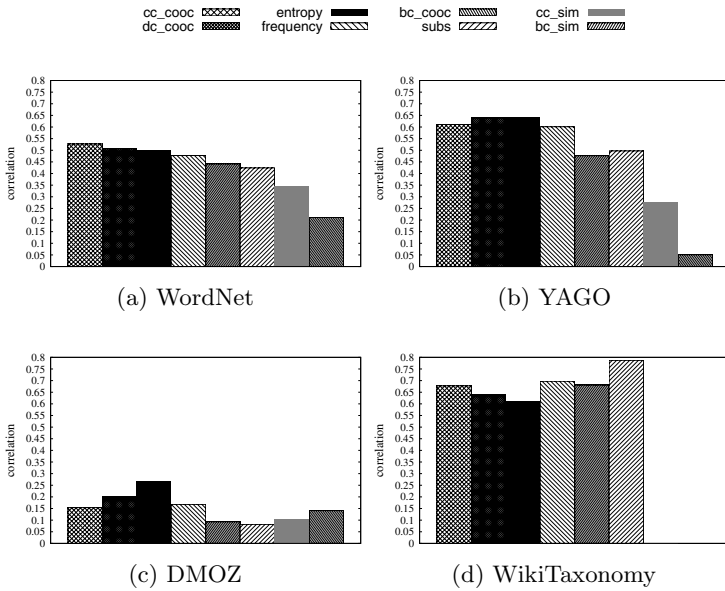 cc_cooc entropy bc_cooc cc_sim
dc_cooc frequency subs bc_sim
0.8 0.75 0.7 0.65 0.6 0.55 0.5 0.45 0.4 0.35 0.3 0.25 0.2 0.15 0.1 0.05 0
correlation
(a) WordNet
0.8 0.75 0.7 0.65 0.6 0.55 0.5 0.45 0.4 0.35 0.3 0.25 0.2 0.15 0.1 0.05 0
correlation
(b) YAGO
0.8 0.75 0.7 0.65 0.6 0.55 0.5 0.45 0.4 0.35 0.3 0.25 0.2 0.15 0.1 0.05 0
correlation
(c) DMOZ
0.8 0.75 0.7 0.65 0.6 0.55 0.5 0.45 0.4 0.35 0.3 0.25 0.2 0.15 0.1 0.05 0
correlation
(d) WikiTaxonomy